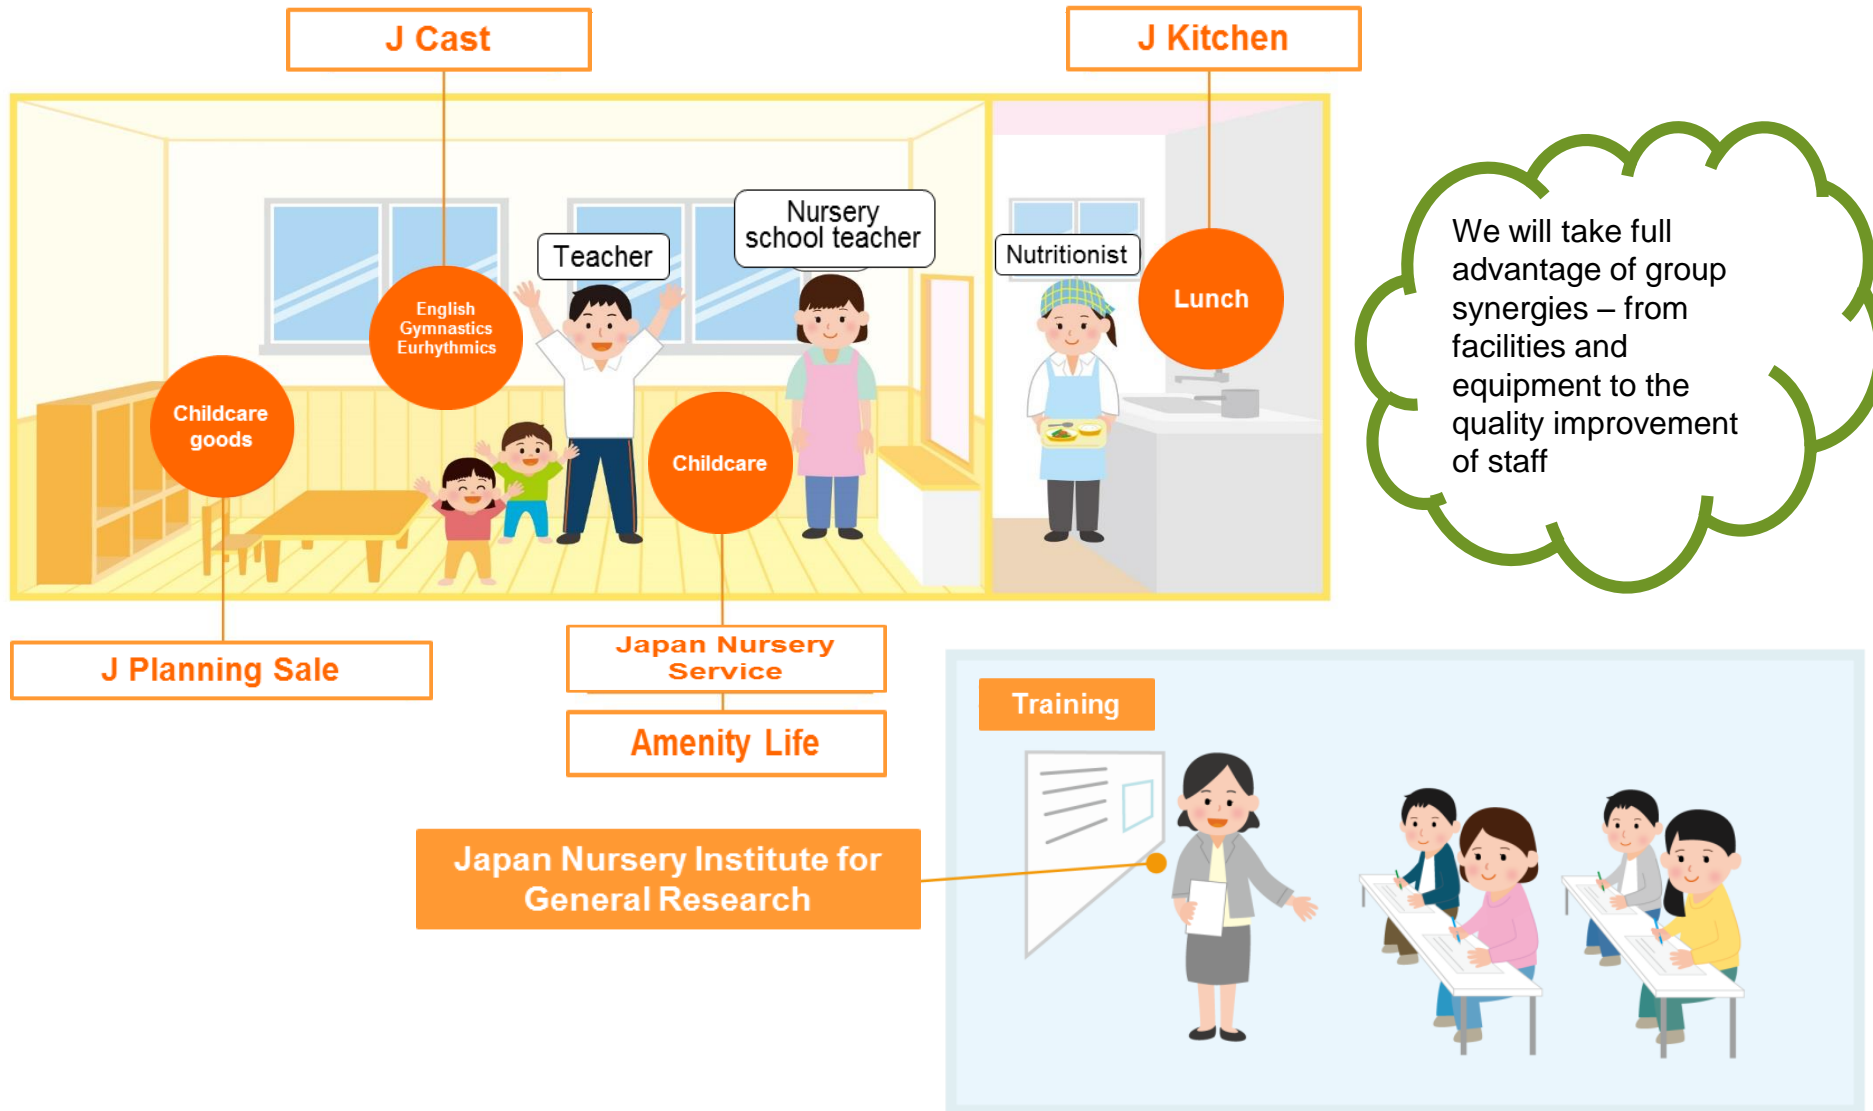 J Cast
J Kitchen
Nursery
school teacher
Teacher
Nutritionist
English
Gymnastics
Eurhythmics
Lunch
Childcare
goods
Childcare
We will take full
advantage of group
synergies – from
facilities and
equipment to the
quality improvement
of staff
J Planning Sale
Japan Nursery
Service
Amenity Life
Training
Japan Nursery Institute for
General Research